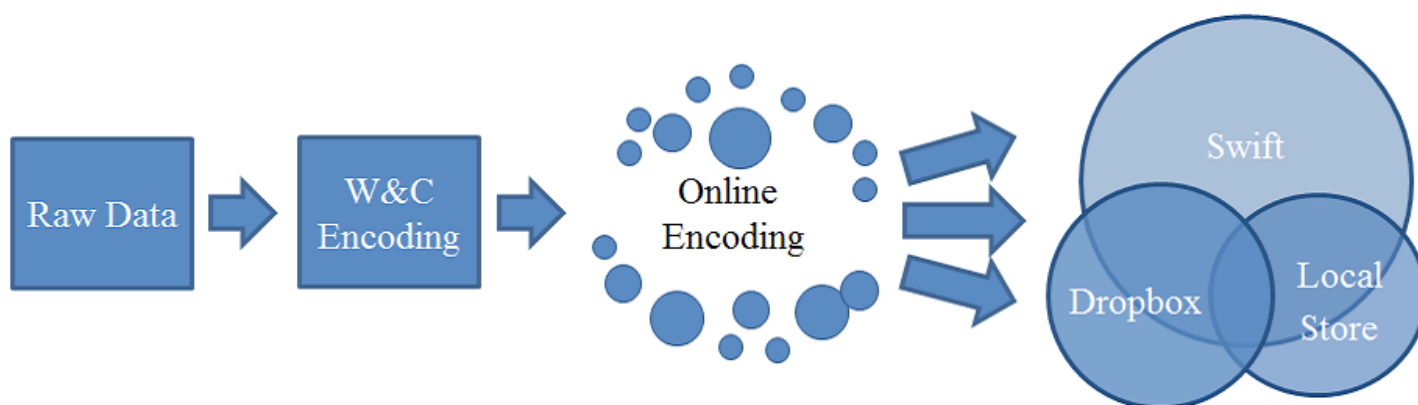 Raw Data
W&C
Encoding
Online
Encoding
Swift
Dropbox
Local
Store